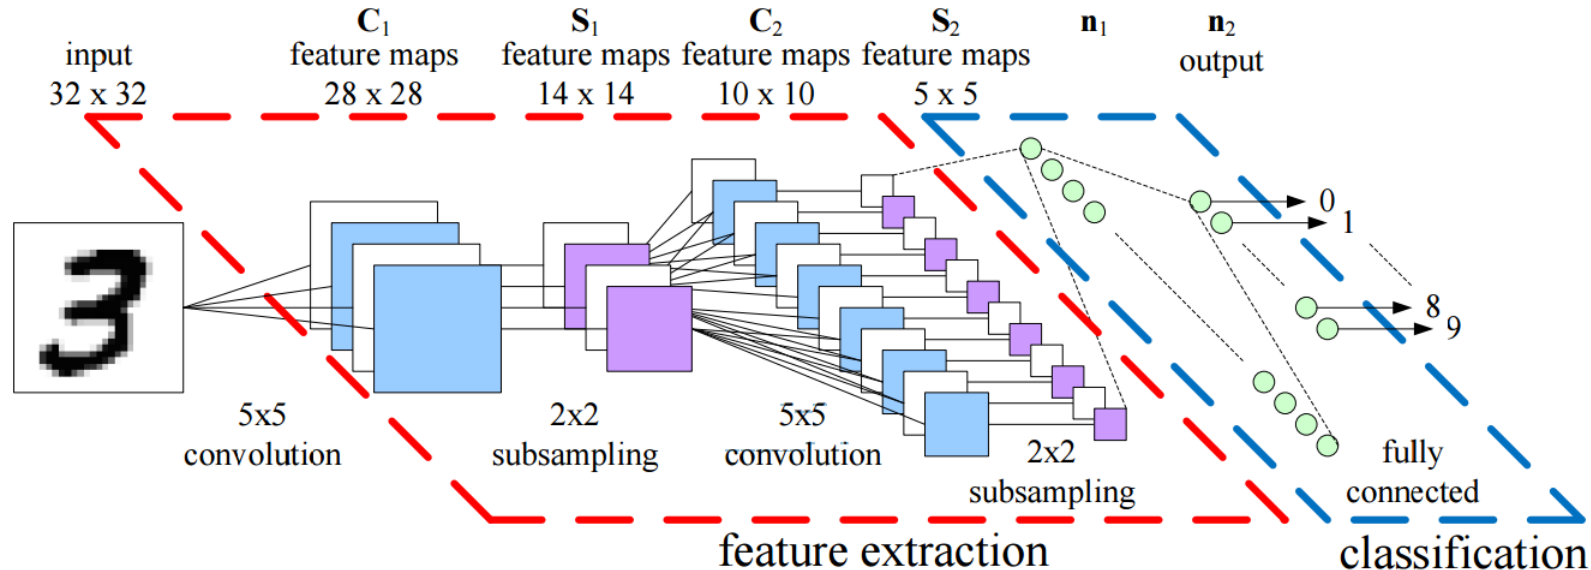 input
32 x 32
C1
feature maps
28 x 28
S1
feature maps
14 x 14
C2
feature maps
10 x 10
S2
feature maps
5 x 5
n1
n2
output
3
0
1
8
9
5x5
convolution
2x2
subsampling
5x5
convolution
2x2
subsampling
fully
connected
feature extraction
classification